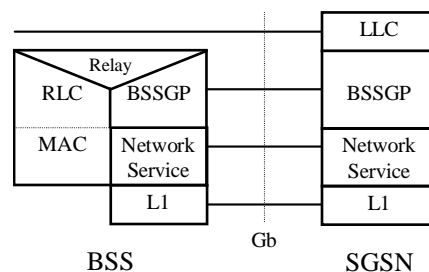 LLC
Relay
RLC
BSSGP
BSSGP
MAC
Network
Service
Network
Service
L1
L1
Gb
BSS
SGSN